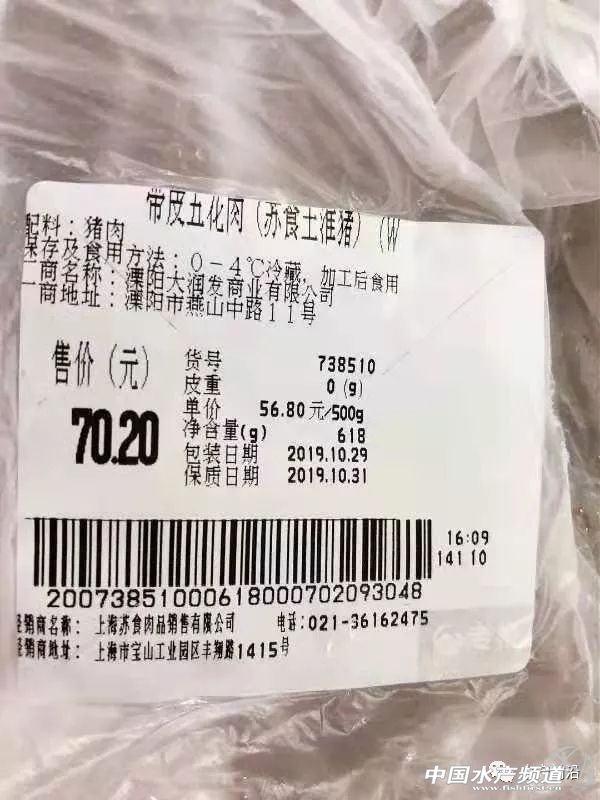 带皮五花肉（苏食土淮猪）（W
配料：猪肉
保存及食用方法：0-4℃冷藏，加工后食用
商名称：溧阳大润发商业有限公司
商地址：溧阳市燕山中路11号
售价（元）
70.20
货号 738510
皮重 0 (g)
单价 56.80 元/500g
净含量(g) 618
包装日期 2019.10.29
保质日期 2019.10.31
16:09
141 10
20073851000618000702093048
经销商名称：上海苏食肉品销售有限公司 电话:021-36162475
经销商地址：上海市宝山工业园区丰翔路1415号
中国水产频道
www.fishfirst.cn